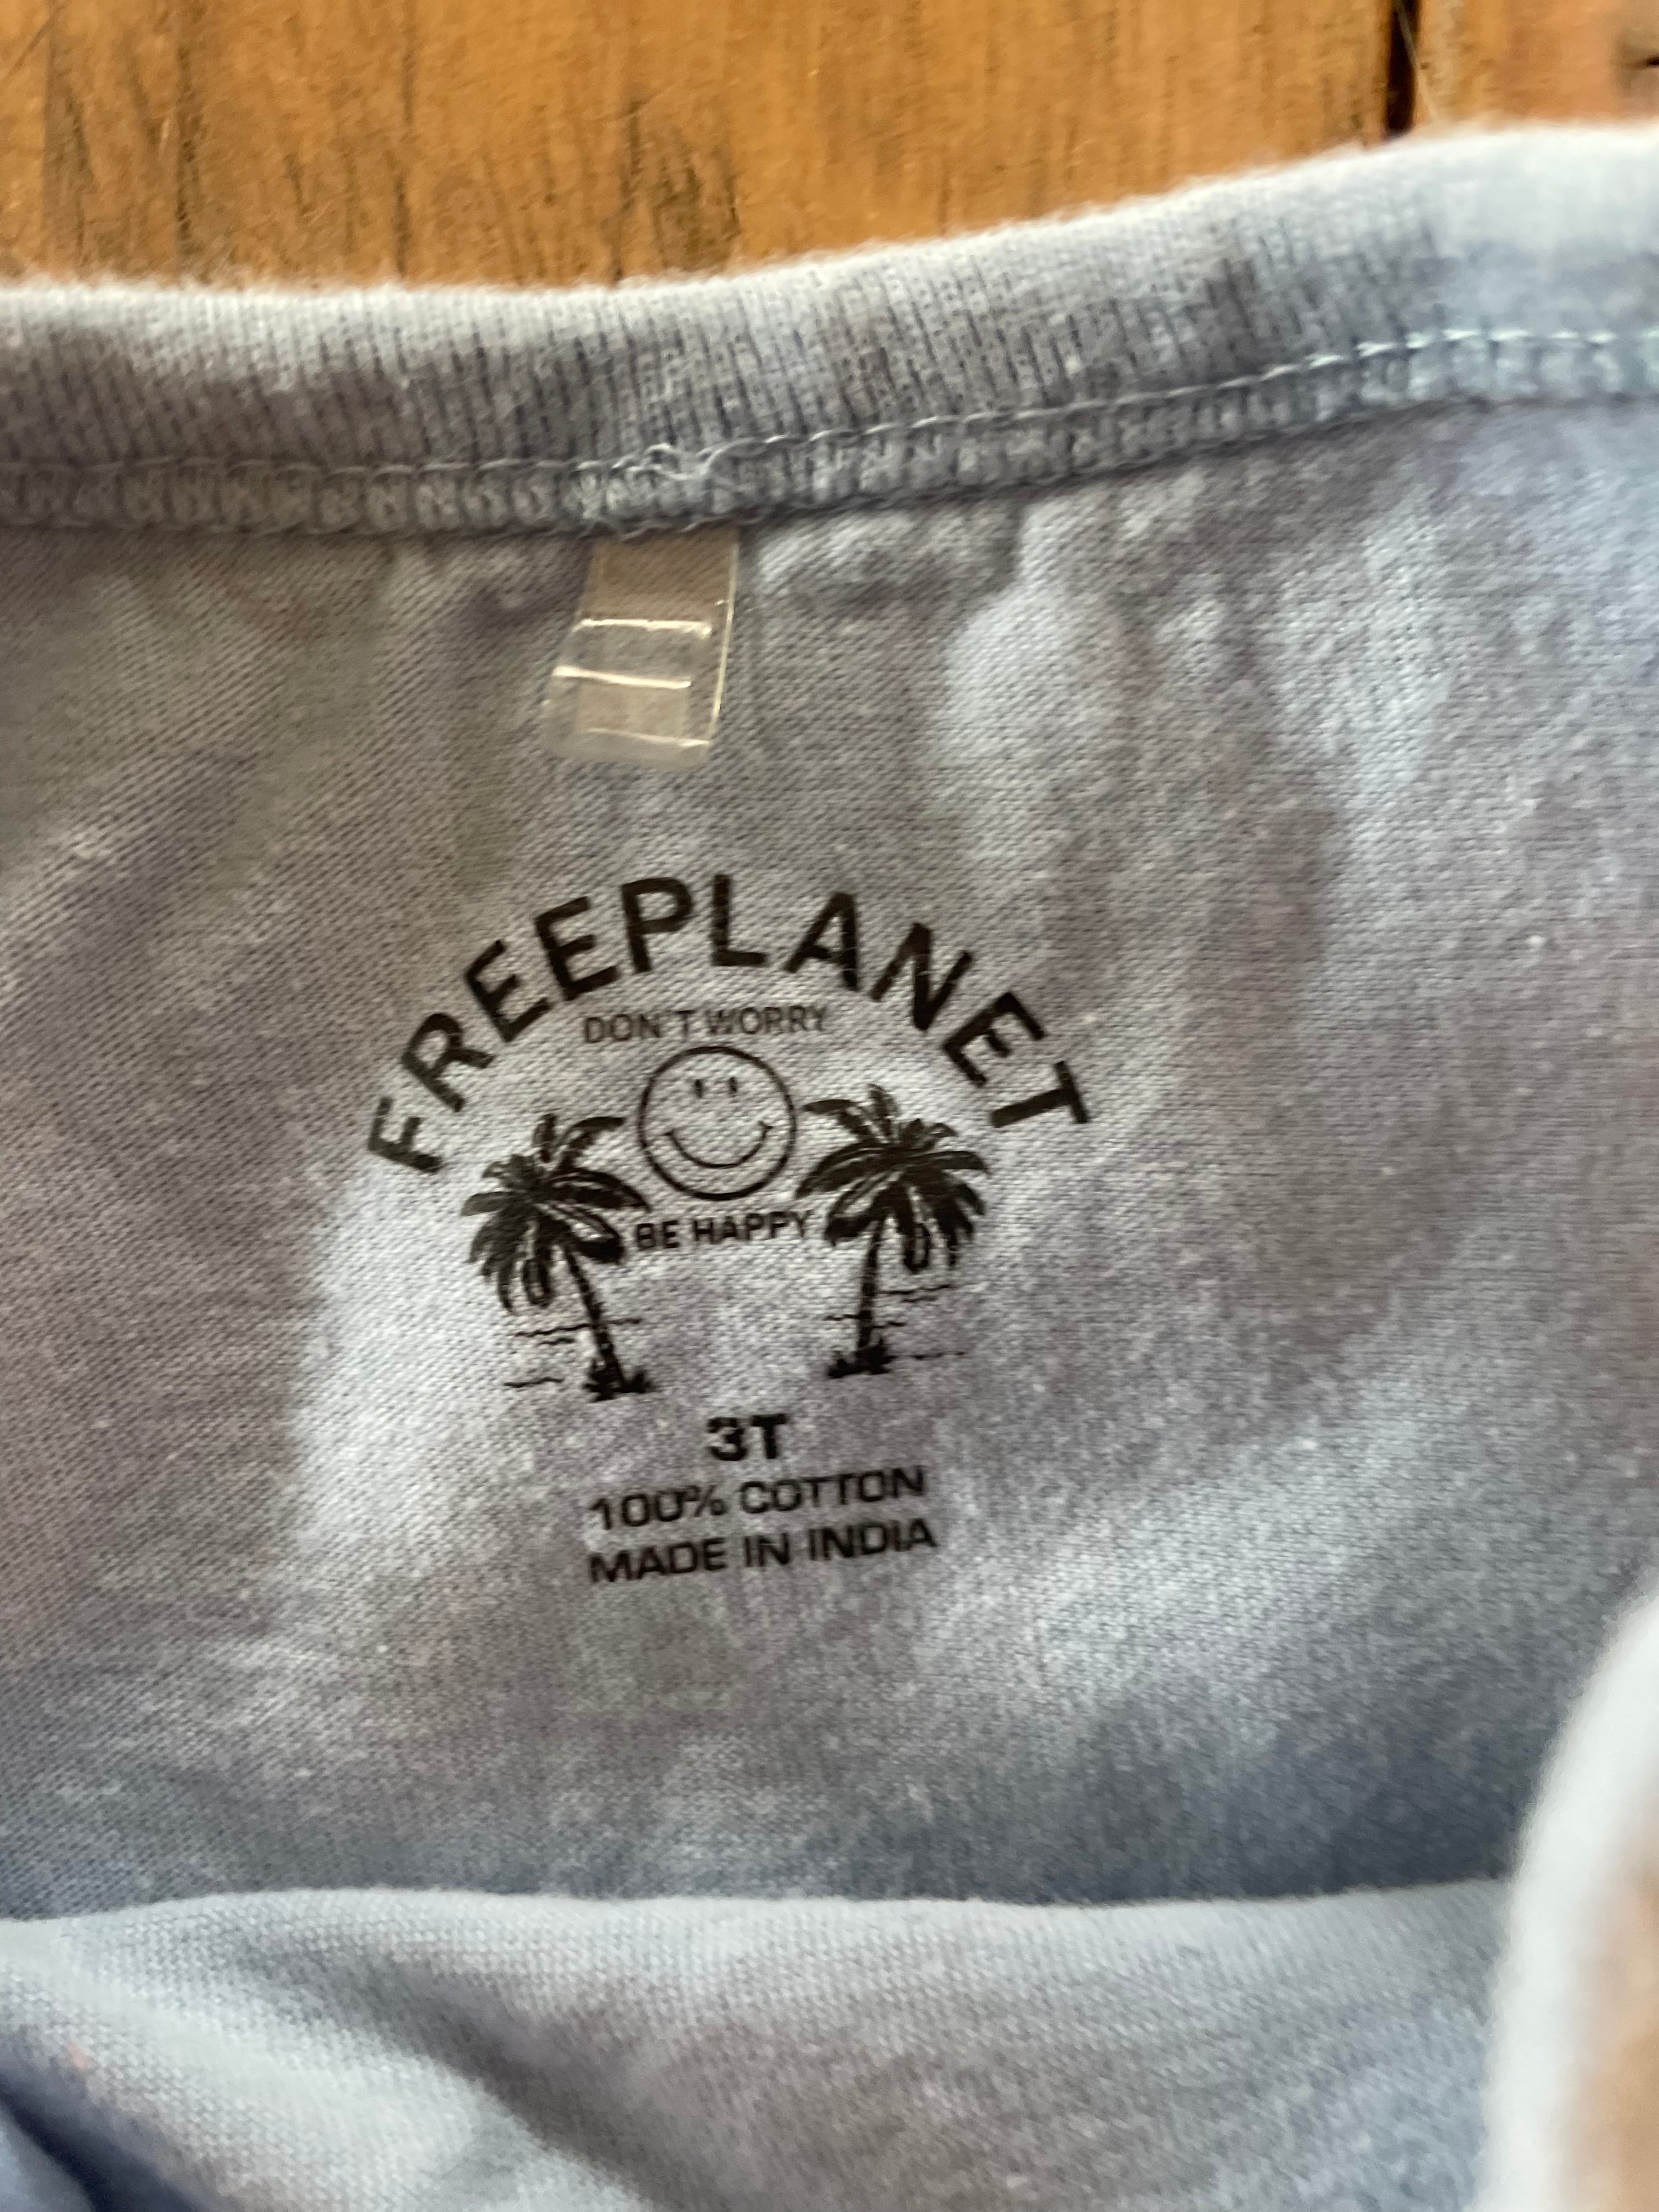 FREEPLANET
DON'T WORRY
BE HAPPY
3T
100% COTTON
MADE IN INDIA